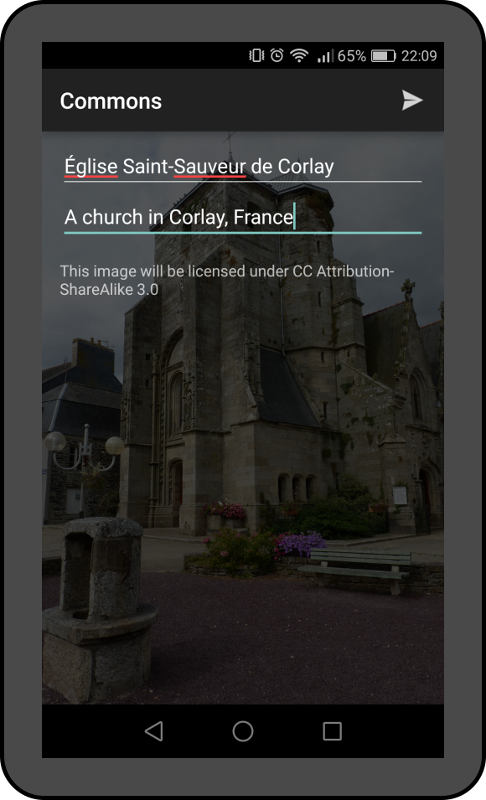 65% 22:09
Commons
Église Saint-Sauveur de Corlay
A church in Corlay, France
This image will be licensed under CC Attribution-
ShareAlike 3.0